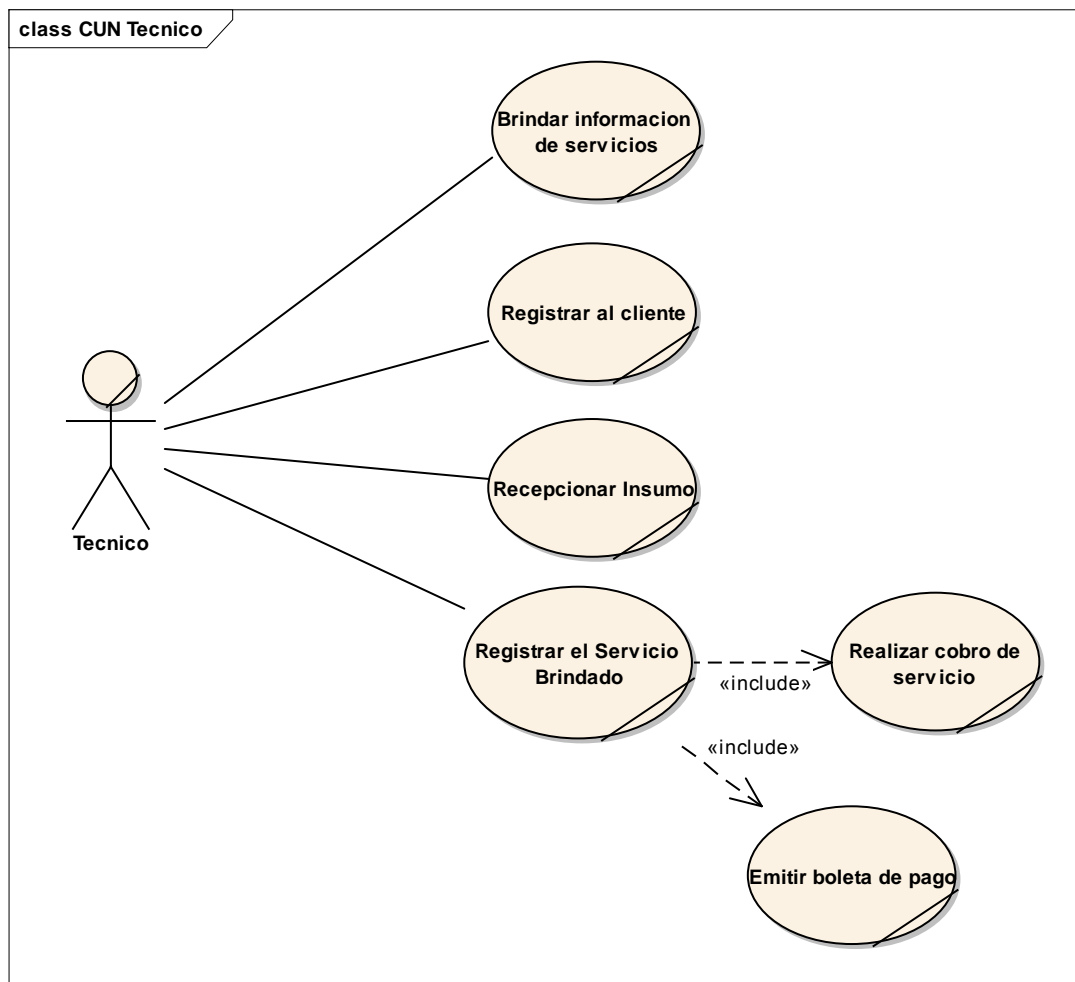 class CUN Tecnico
Brindar informacion
de servicios
Registrar al cliente
Recepcionar Insumo
Tecnico
Registrar el Servicio
Brindado
«include»
Realizar cobro de
servicio
«include»
Emitir boleta de pago